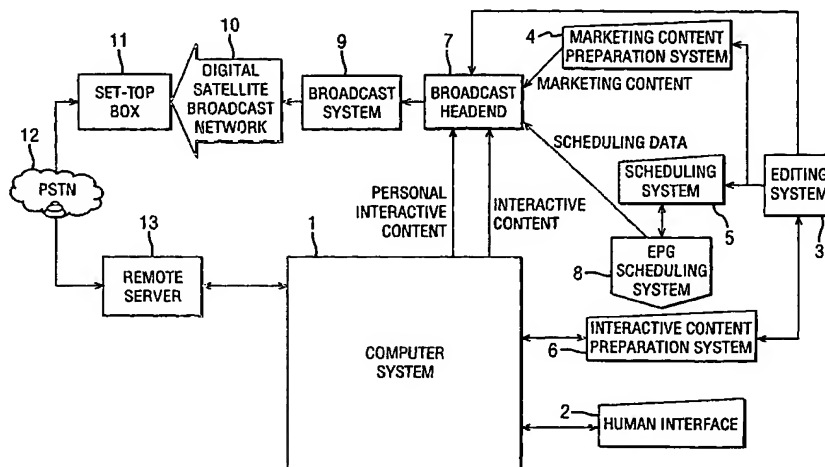 11
SET-TOP
BOX
10
DIGITAL
SATELLITE
BROADCAST
NETWORK
9
BROADCAST
SYSTEM
7
BROADCAST
HEADEND
4
MARKETING CONTENT
PREPARATION SYSTEM
MARKETING CONTENT
SCHEDULING DATA
SCHEDULING
SYSTEM
5
EDITING
SYSTEM
3
12
PSTN
PERSONAL
INTERACTIVE
CONTENT
INTERACTIVE
CONTENT
8
EPG
SCHEDULING
SYSTEM
13
REMOTE
SERVER
1
COMPUTER
SYSTEM
6
INTERACTIVE CONTENT
PREPARATION SYSTEM
2
HUMAN INTERFACE